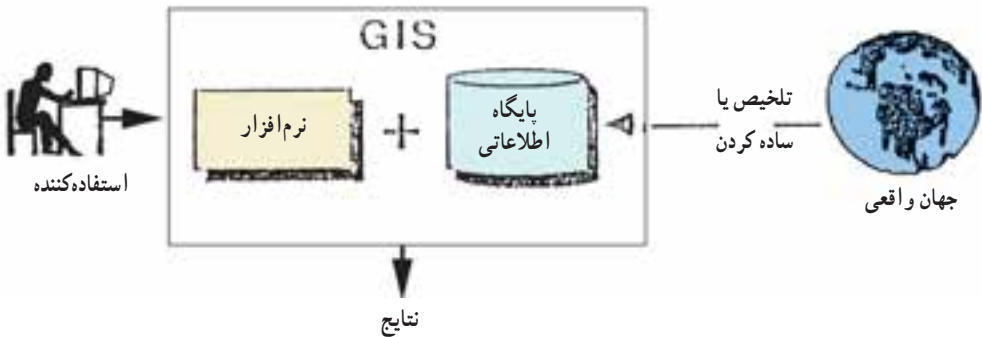 GIS
تلخیص یا
ساده کردن
جهان واقعی
پایگاه
اطلاعاتی
+
نرم‌افزار
استفاده‌کننده
نتایج